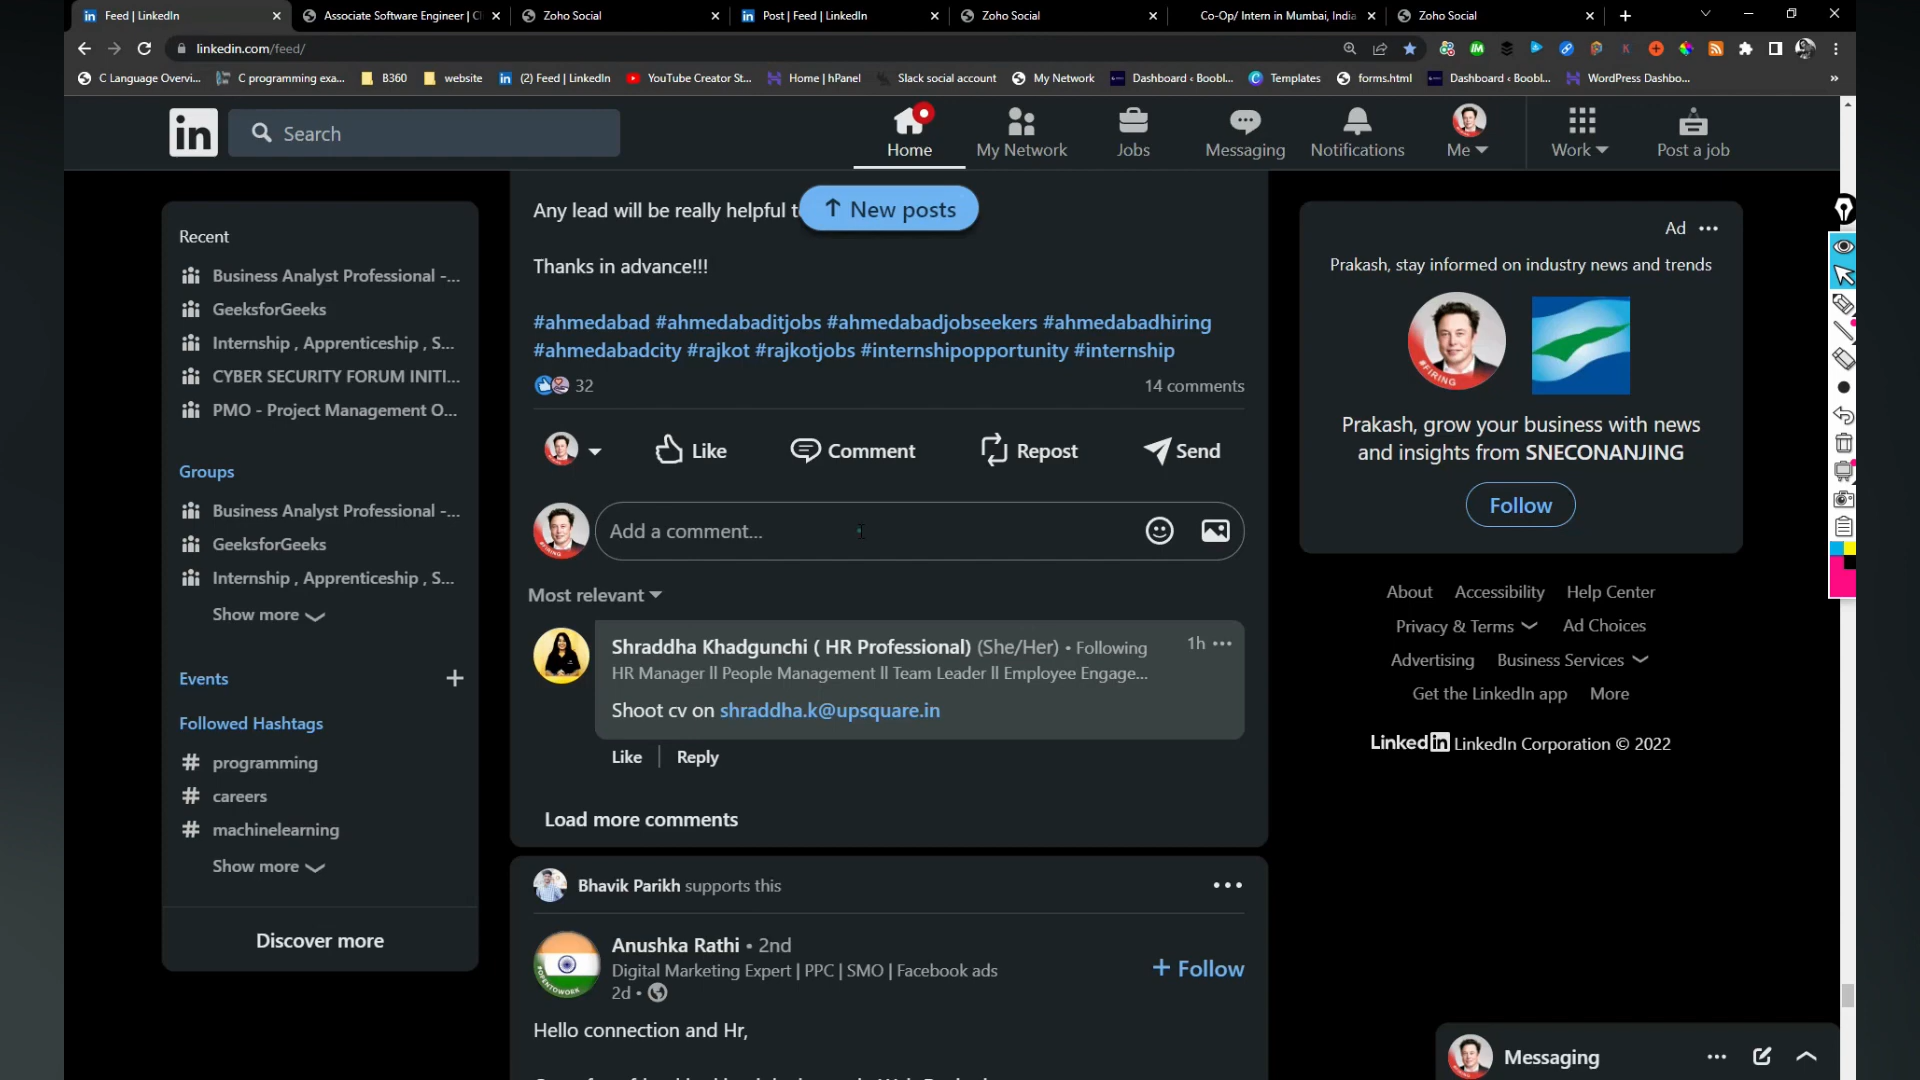 Feed | LinkedIn
Associate Software Engineer | C
Zoho Social
Post | Feed | LinkedIn
Zoho Social
Co-Op/ Intern in Mumbai, India
Zoho Social
linkedin.com/feed/
C Language Overvi...
C programming exa...
B360
website
(2) Feed | LinkedIn
YouTube Creator St...
Home | hPanel
Slack social account
My Network
Dashboard ‹ Boobl...
Templates
forms.html
Dashboard ‹ Boobl...
WordPress Dashbo...
in
Search
Home
My Network
Jobs
Messaging
Notifications
Me
Work
Post a job
Recent
Business Analyst Professional -...
GeeksforGeeks
Internship , Apprenticeship , S...
CYBER SECURITY FORUM INITI...
PMO - Project Management O...
Groups
Business Analyst Professional -...
GeeksforGeeks
Internship , Apprenticeship , S...
Show more
Events
Followed Hashtags
# programming
# careers
# machinelearning
Show more
Discover more
New posts
Any lead will be really helpful
Thanks in advance!!!
#ahmedabad #ahmedabaditjobs #ahmedabadjobseekers #ahmedabadhiring
#ahmedabadcity #rajkot #rajkotjobs #internshipopportunity #internship
32
14 comments
Like
Comment
Repost
Send
Add a comment...
Most relevant
Shraddha Khadgunchi ( HR Professional) (She/Her) • Following
1h
HR Manager ll People Management ll Team Leader ll Employee Engage...
Shoot cv on shraddha.k@upsquare.in
Like
Reply
Load more comments
Bhavik Parikh supports this
Anushka Rathi • 2nd
Digital Marketing Expert | PPC | SMO | Facebook ads
2d •
+ Follow
#OPENTOWORK
Hello connection and Hr,
Ad
Prakash, stay informed on industry news and trends
#FIRING
Prakash, grow your business with news
and insights from SNECONANJING
Follow
About
Accessibility
Help Center
Privacy & Terms
Ad Choices
Advertising
Business Services
Get the LinkedIn app
More
LinkedIn LinkedIn Corporation © 2022
Messaging